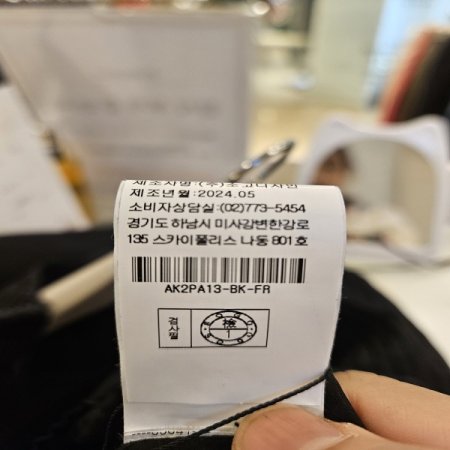 제조년월:2024.05
소비자상담실:(02)773-5454
경기도 하남시 미사강변한강로
135 스카이폴리스 나동 801호
AK2PA13-BK-FR
검사필
檢